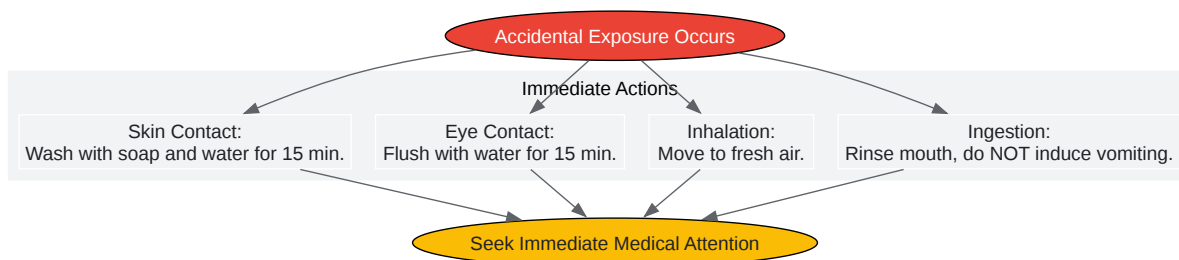 Accidental Exposure Occurs
Immediate Actions
Skin Contact:
Wash with soap and water for 15 min.
Eye Contact:
Flush with water for 15 min.
Inhalation:
Move to fresh air.
Ingestion:
Rinse mouth, do NOT induce vomiting.
Seek Immediate Medical Attention